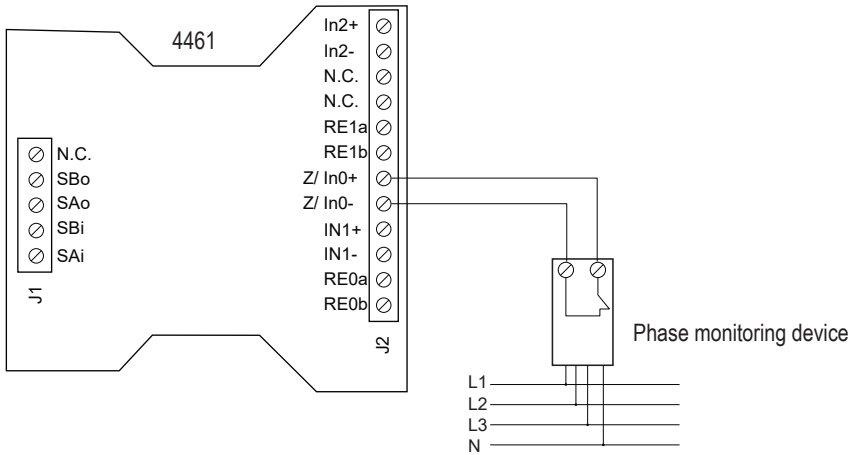 4461
N.C.
SBo
SAo
SBi
SAi
J1
In2+
In2-
N.C.
N.C.
RE1a
RE1b
Z/ In0+
Z/ In0-
IN1+
IN1-
RE0a
RE0b
J2
Phase monitoring device
L1
L2
L3
N